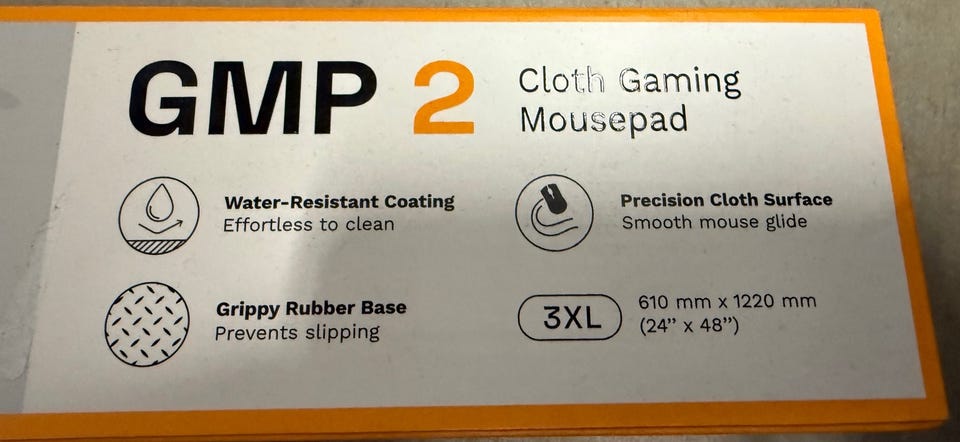 GMP 2
Cloth Gaming
Mousepad
Water-Resistant Coating
Effortless to clean
Precision Cloth Surface
Smooth mouse glide
Grippy Rubber Base
Prevents slipping
3XL
610 mm x 1220 mm
(24” x 48”)